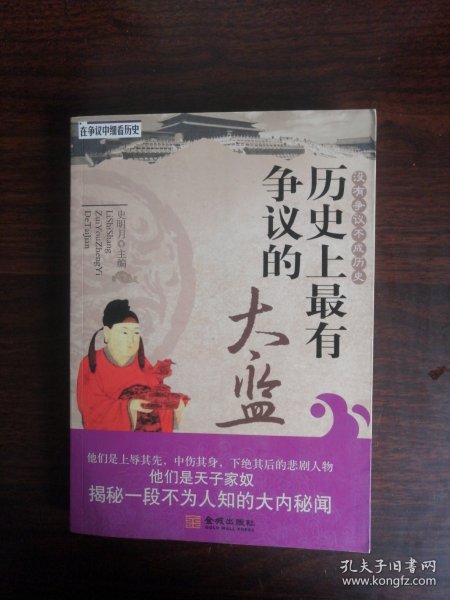 在争议中细看历史
没有争议不成历史
历史上最有
争议的
太监
史明月 主编
LiShiShang
ZuiYouZhengYi
DeTaiJian
他们是上辱其先，中伤其身，下绝其后的悲剧人物
他们是天子家奴
揭秘一段不为人知的大内秘闻
金城出版社
GOLD WALL PRESS
孔夫子旧书网
www.kongfz.com